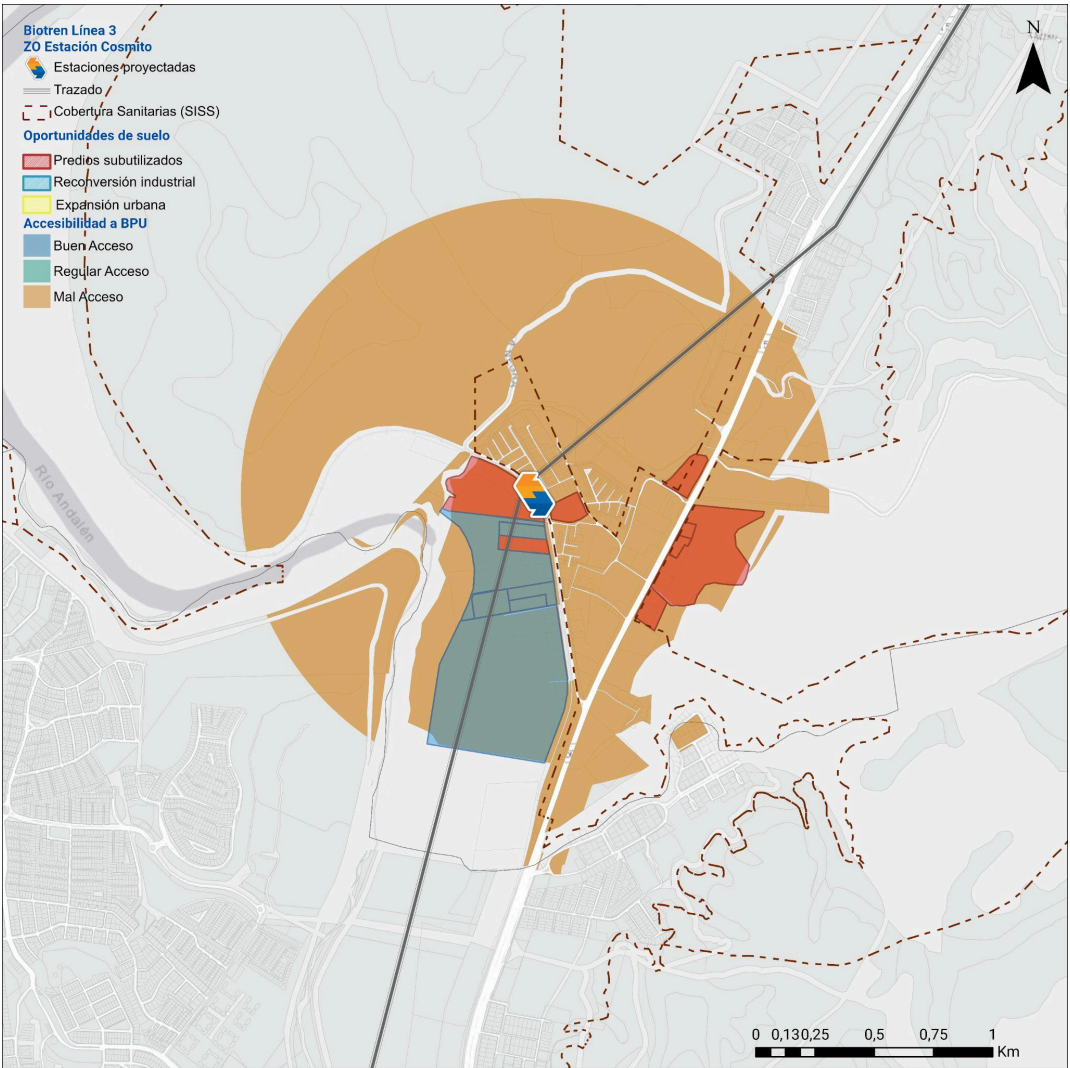 Biotren Línea 3
ZO Estación Cosmito
Estaciones proyectadas
Trazado
Cobertura Sanitarias (SISS)
Oportunidades de suelo
Predios subutilizados
Reconversión industrial
Expansión urbana
Accesibilidad a BPU
Buen Acceso
Regular Acceso
Mal Acceso
N
Río Andalén
0 0,130,25 0,5 0,75 1
Km